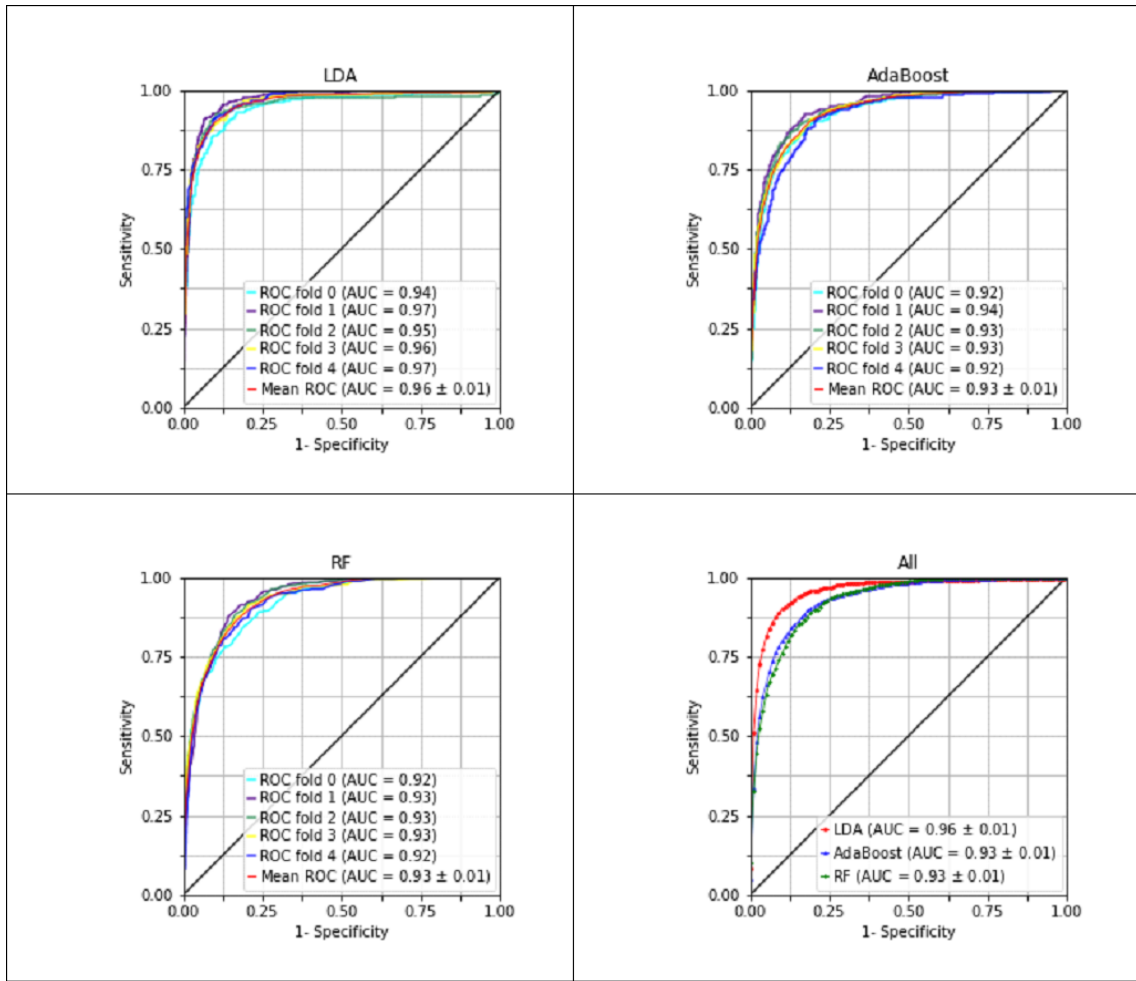 LDA
1.00
0.75
0.50
0.25
0.00
Sensitivity
ROC fold 0 (AUC = 0.94)
ROC fold 1 (AUC = 0.97)
ROC fold 2 (AUC = 0.95)
ROC fold 3 (AUC = 0.96)
ROC fold 4 (AUC = 0.97)
Mean ROC (AUC = 0.96 ± 0.01)
0.00 0.25 0.50 0.75 1.00
1- Specificity
AdaBoost
1.00
0.75
0.50
0.25
0.00
Sensitivity
ROC fold 0 (AUC = 0.92)
ROC fold 1 (AUC = 0.94)
ROC fold 2 (AUC = 0.93)
ROC fold 3 (AUC = 0.93)
ROC fold 4 (AUC = 0.92)
Mean ROC (AUC = 0.93 ± 0.01)
0.00 0.25 0.50 0.75 1.00
1- Specificity
RF
1.00
0.75
0.50
0.25
0.00
Sensitivity
ROC fold 0 (AUC = 0.92)
ROC fold 1 (AUC = 0.93)
ROC fold 2 (AUC = 0.93)
ROC fold 3 (AUC = 0.93)
ROC fold 4 (AUC = 0.92)
Mean ROC (AUC = 0.93 ± 0.01)
0.00 0.25 0.50 0.75 1.00
1- Specificity
All
1.00
0.75
0.50
0.25
0.00
Sensitivity
LDA (AUC = 0.96 ± 0.01)
AdaBoost (AUC = 0.93 ± 0.01)
RF (AUC = 0.93 ± 0.01)
0.00 0.25 0.50 0.75 1.00
1- Specificity